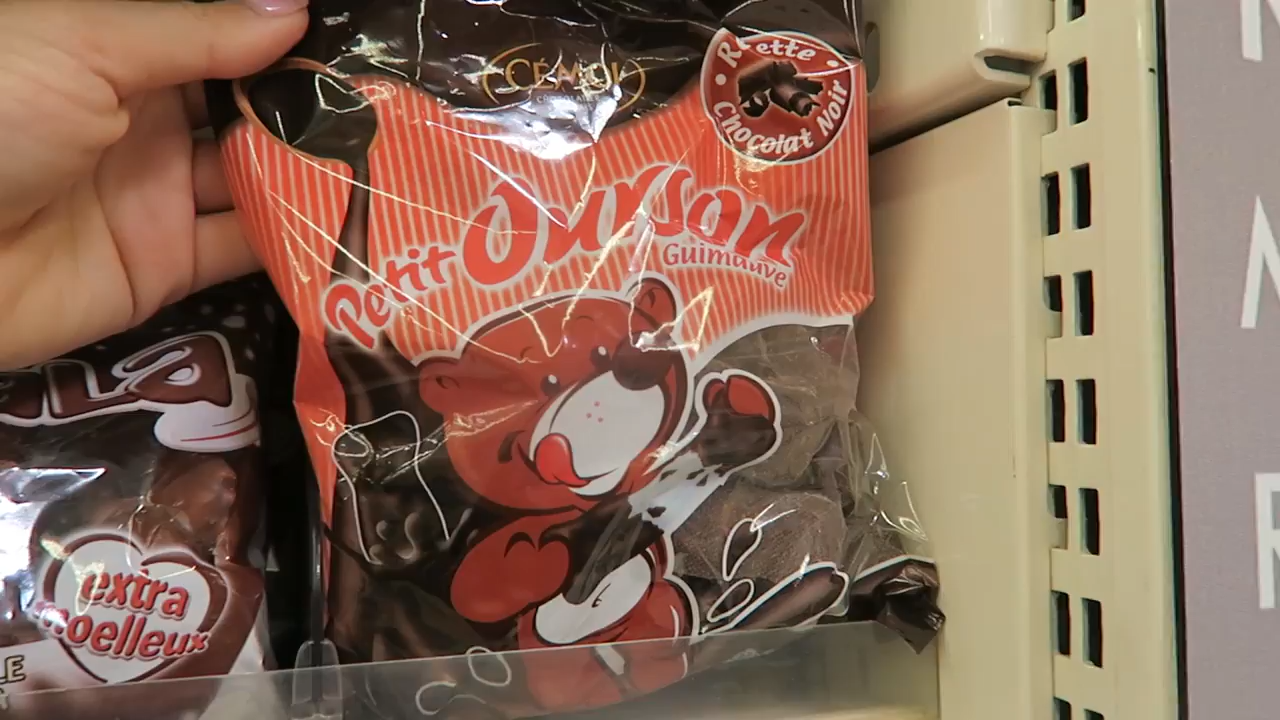 CÉMOI
Recette
Chocolat Noir
Petit Ourson
Guimauve
extra
moelleux